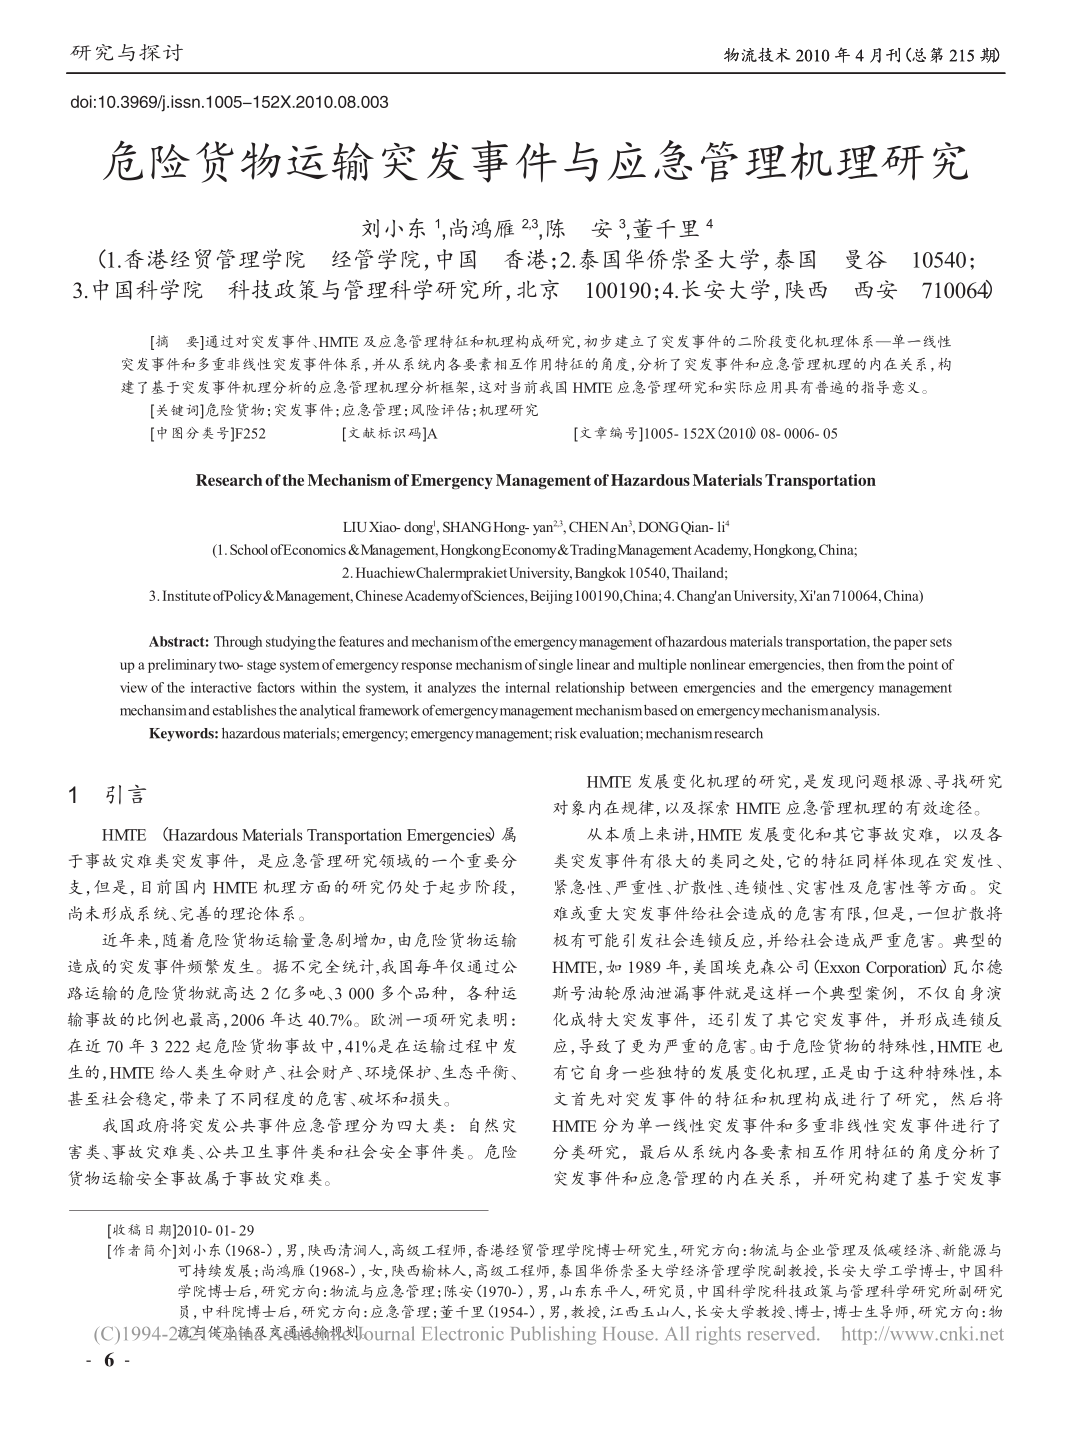 研究与探讨
物流技术 2010 年 4 月刊(总第 215 期)
doi:10.3969/j.issn.1005−152X.2010.08.003
危险货物运输突发事件与应急管理机理研究
刘小东 1,尚鸿雁 2,3,陈　安 3,董千里 4
(1.香港经贸管理学院　经管学院,中国　香港;2.泰国华侨崇圣大学,泰国　曼谷　10540;
3.中国科学院　科技政策与管理科学研究所,北京　100190;4.长安大学,陕西　西安　710064)
[摘　要]通过对突发事件、HMTE 及应急管理特征和机理构成研究,初步建立了突发事件的二阶段变化机理体系—单一线性
突发事件和多重非线性突发事件体系,并从系统内各要素相互作用特征的角度,分析了突发事件和应急管理机理的内在关系,构
建了基于突发事件机理分析的应急管理机理分析框架,这对当前我国 HMTE 应急管理研究和实际应用具有普遍的指导意义。
[关键词]危险货物;突发事件;应急管理;风险评估;机理研究
[中图分类号]F252　[文献标识码]A　[文章编号]1005- 152X(2010) 08- 0006- 05
Research of the Mechanism of Emergency Management of Hazardous Materials Transportation
LIU Xiao- dong1, SHANG Hong- yan2,3, CHEN An3, DONG Qian- li4
(1. School of Economics & Management, Hongkong Economy & Trading Management Academy, Hongkong, China;
2. Huachiew Chalermprakiet University, Bangkok 10540, Thailand;
3. Institute of Policy & Management, Chinese Academy of Sciences, Beijing 100190,China; 4. Chang'an University, Xi'an 710064, China)
Abstract: Through studying the features and mechanism of the emergency management of hazardous materials transportation, the paper sets
up a preliminary two- stage system of emergency response mechanism of single linear and multiple nonlinear emergencies, then from the point of
view of the interactive factors within the system, it analyzes the internal relationship between emergencies and the emergency management
mechansim and establishes the analytical framework of emergency management mechanism based on emergency mechanism analysis.
Keywords: hazardous materials; emergency; emergency management; risk evaluation; mechanism research
1　引言
HMTE (Hazardous Materials Transportation Emergencies) 属
于事故灾难类突发事件，是应急管理研究领域的一个重要分
支,但是,目前国内 HMTE 机理方面的研究仍处于起步阶段,
尚未形成系统、完善的理论体系。
近年来,随着危险货物运输量急剧增加,由危险货物运输
造成的突发事件频繁发生。据不完全统计,我国每年仅通过公
路运输的危险货物就高达 2 亿多吨、3 000 多个品种，各种运
输事故的比例也最高,2006 年达 40.7%。欧洲一项研究表明:
在近 70 年 3 222 起危险货物事故中,41%是在运输过程中发
生的,HMTE 给人类生命财产、社会财产、环境保护、生态平衡、
甚至社会稳定,带来了不同程度的危害、破坏和损失。
我国政府将突发公共事件应急管理分为四大类：自然灾
害类、事故灾难类、公共卫生事件类和社会安全事件类。危险
货物运输安全事故属于事故灾难类。
HMTE 发展变化机理的研究,是发现问题根源、寻找研究
对象内在规律,以及探索 HMTE 应急管理机理的有效途径。
从本质上来讲,HMTE 发展变化和其它事故灾难，以及各
类突发事件有很大的类同之处,它的特征同样体现在突发性、
紧急性、严重性、扩散性、连锁性、灾害性及危害性等方面。灾
难或重大突发事件给社会造成的危害有限,但是,一但扩散将
极有可能引发社会连锁反应,并给社会造成严重危害。典型的
HMTE,如 1989 年,美国埃克森公司(Exxon Corporation)瓦尔德
斯号油轮原油泄漏事件就是这样一个典型案例，不仅自身演
化成特大突发事件，还引发了其它突发事件，并形成连锁反
应,导致了更为严重的危害。由于危险货物的特殊性,HMTE 也
有它自身一些独特的发展变化机理,正是由于这种特殊性,本
文首先对突发事件的特征和机理构成进行了研究，然后将
HMTE 分为单一线性突发事件和多重非线性突发事件进行了
分类研究，最后从系统内各要素相互作用特征的角度分析了
突发事件和应急管理的内在关系，并研究构建了基于突发事
[收稿日期]2010- 01- 29
[作者简介]刘小东(1968-) ,男,陕西清涧人,高级工程师,香港经贸管理学院博士研究生,研究方向:物流与企业管理及低碳经济、新能源与
可持续发展;尚鸿雁(1968-) ,女,陕西榆林人,高级工程师,泰国华侨崇圣大学经济管理学院副教授,长安大学工学博士,中国科
学院博士后,研究方向:物流与应急管理;陈安(1970-) ,男,山东东平人,研究员,中国科学院科技政策与管理科学研究所副研究
员,中科院博士后,研究方向:应急管理;董千里(1954-) ,男,教授,江西玉山人,长安大学教授、博士,博士生导师,研究方向:物
流与供应链及交通运输规划。
(C)1994-2021 China Academic Journal Electronic Publishing House. All rights reserved. http://www.cnki.net
- 6 -